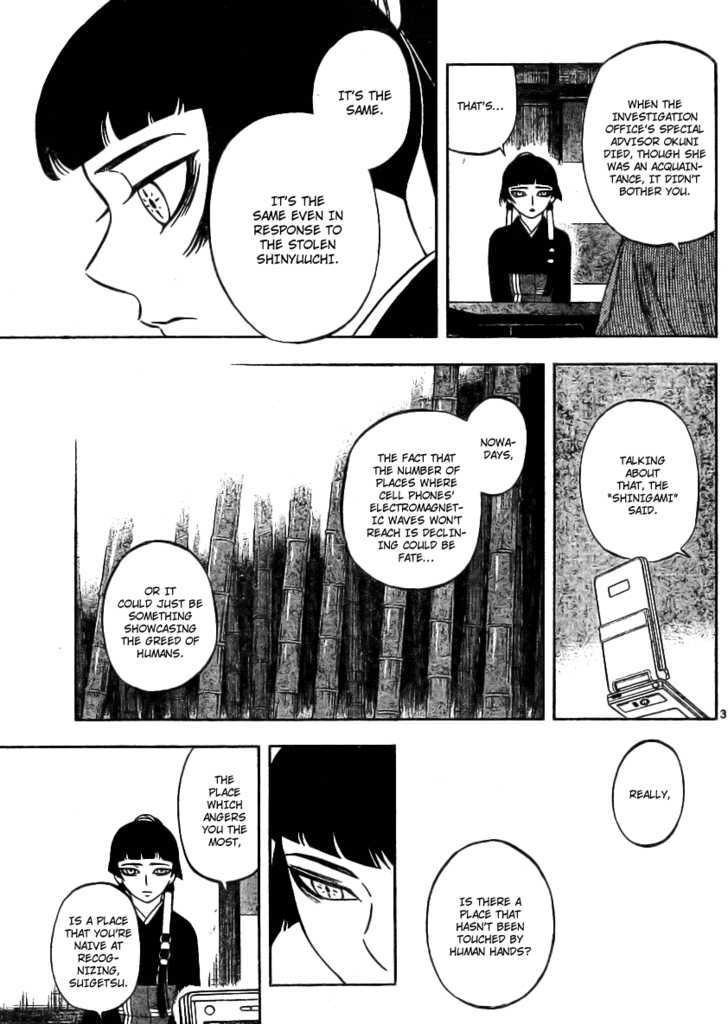 WHEN THE
INVESTIGATION
OFFICE'S SPECIAL
ADVISOR OKUNI
DIED, THOUGH SHE
WAS AN ACQUAIN-
TANCE, IT DIDN'T
BOTHER YOU.
THAT'S...
IT'S THE
SAME.
IT'S THE
SAME EVEN IN
RESPONSE TO
THE STOLEN
SHINYUUCHI.
TALKING
ABOUT
THAT, THE
"SHINIGAMI"
SAID.
NOWA-
DAYS,
THE FACT THAT
THE NUMBER OF
PLACES WHERE
CELL PHONES'
ELECTROMAGNET-
IC WAVES WON'T
REACH IS DECLIN-
ING COULD BE
FATE...
OR IT
COULD JUST BE
SOMETHING
SHOWCASING
THE GREED OF
HUMANS.
3
REALLY,
IS THERE A
PLACE THAT
HASN'T BEEN
TOUCHED BY
HUMAN HANDS?
THE
PLACE
WHICH
ANGERS
YOU THE
MOST,
IS A PLACE
THAT YOU'RE
NAIVE AT
RECOG-
NIZING,
SUIGETSU.